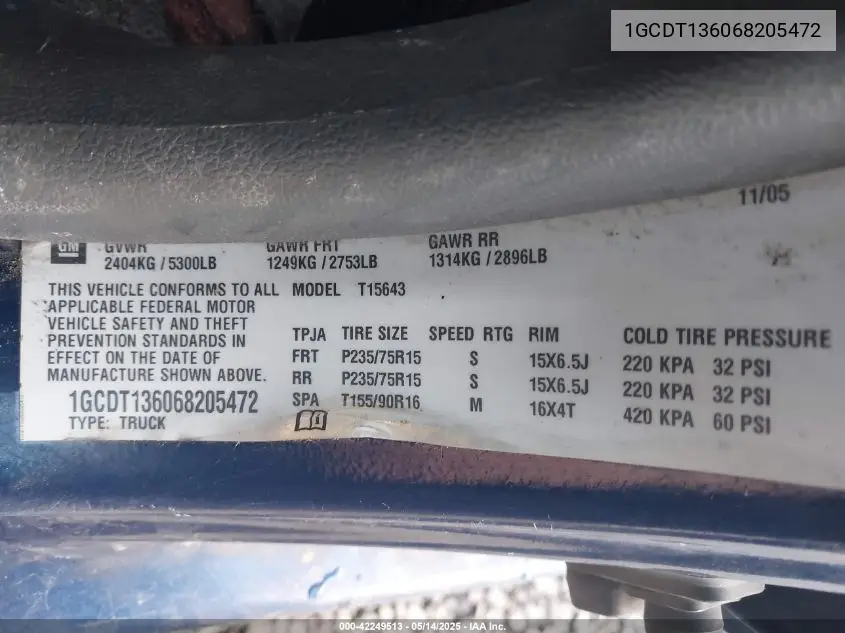 1GCDT136068205472
11/05
GM GVWR GAWR FRT GAWR RR
2404KG / 5300LB 1249KG / 2753LB 1314KG / 2896LB
THIS VEHICLE CONFORMS TO ALL MODEL T15643
APPLICABLE FEDERAL MOTOR
VEHICLE SAFETY AND THEFT
PREVENTION STANDARDS IN
EFFECT ON THE DATE OF
MANUFACTURE SHOWN ABOVE.
TPJA TIRE SIZE SPEED RTG RIM COLD TIRE PRESSURE
FRT P235/75R15 S 15X6.5J 220 KPA 32 PSI
RR P235/75R15 S 15X6.5J 220 KPA 32 PSI
SPA T155/90R16 M 16X4T 420 KPA 60 PSI
1GCDT136068205472
TYPE: TRUCK
000-42249513 - 05/14/2025 - IAA Inc.